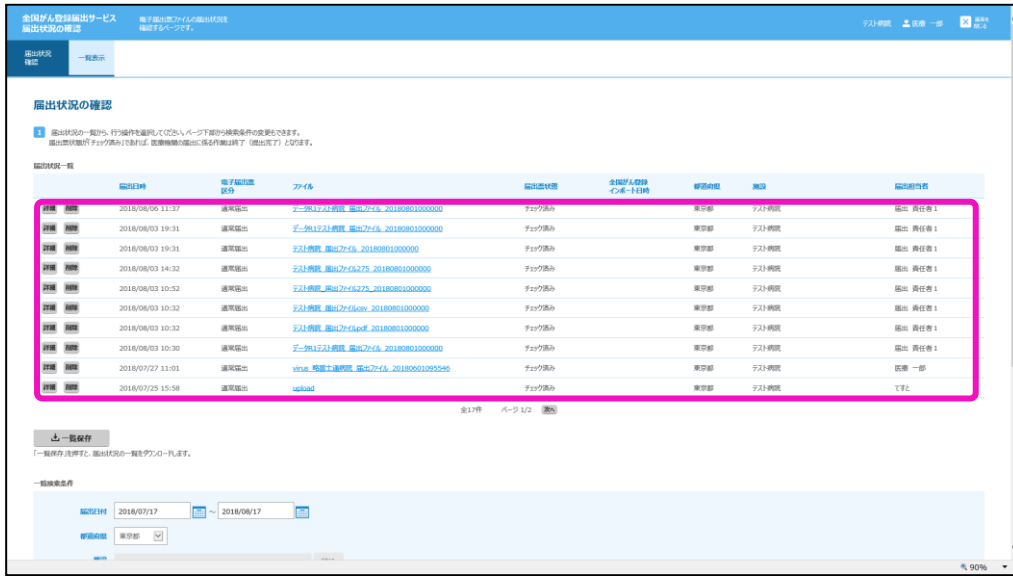 全国がん登録届出サービス
届出状況の確認
電子届出票ファイルの届出状況を
確認するページです。
テスト病院 医療 一郎 画面を
閉じる
届出状況
確認
一覧表示
届出状況の確認
1 届出状況の一覧から、行う操作を選択してください。ページ下部から検索条件の変更もできます。
届出票状態が「チェック済み」であれば、医療機関の届出に係る作業は終了(提出完了)となります。
届出状況一覧
届出日時 電子届出票区分 ファイル 届出票状態 全国がん登録インポート日時 都道府県 施設 届出担当者
詳細 削除 2018/08/06 11:37 通常届出 データR1テスト病院_届出ファイル_20180801000000 チェック済み 東京都 テスト病院 届出 責任者1
詳細 削除 2018/08/03 19:31 通常届出 データR1テスト病院_届出ファイル_20180801000000 チェック済み 東京都 テスト病院 届出 責任者1
詳細 削除 2018/08/03 19:31 通常届出 テスト病院_届出ファイル_20180801000000 チェック済み 東京都 テスト病院 届出 責任者1
詳細 削除 2018/08/03 14:32 通常届出 テスト病院_届出ファイル275_20180801000000 チェック済み 東京都 テスト病院 届出 責任者1
詳細 削除 2018/08/03 10:52 通常届出 テスト病院_届出ファイル275_20180801000000 チェック済み 東京都 テスト病院 届出 責任者1
詳細 削除 2018/08/03 10:32 通常届出 テスト病院_届出ファイルcsv_20180801000000 チェック済み 東京都 テスト病院 届出 責任者1
詳細 削除 2018/08/03 10:32 通常届出 テスト病院_届出ファイルpdf_20180801000000 チェック済み 東京都 テスト病院 届出 責任者1
詳細 削除 2018/08/03 10:30 通常届出 データR1テスト病院_届出ファイル_20180801000000 チェック済み 東京都 テスト病院 届出 責任者1
詳細 削除 2018/07/27 11:01 通常届出 virus_略富士通病院_届出ファイル_20180601095546 チェック済み 東京都 テスト病院 医療 一郎
詳細 削除 2018/07/25 15:58 通常届出 upload チェック済み 東京都 テスト病院 てすと
全17件 ページ 1/2 次へ
一覧保存
「一覧保存」を押すと、届出状況の一覧をダウンロードします。
一覧検索条件
届出日付 2018/07/17 ~ 2018/08/17
都道府県 東京都
90%